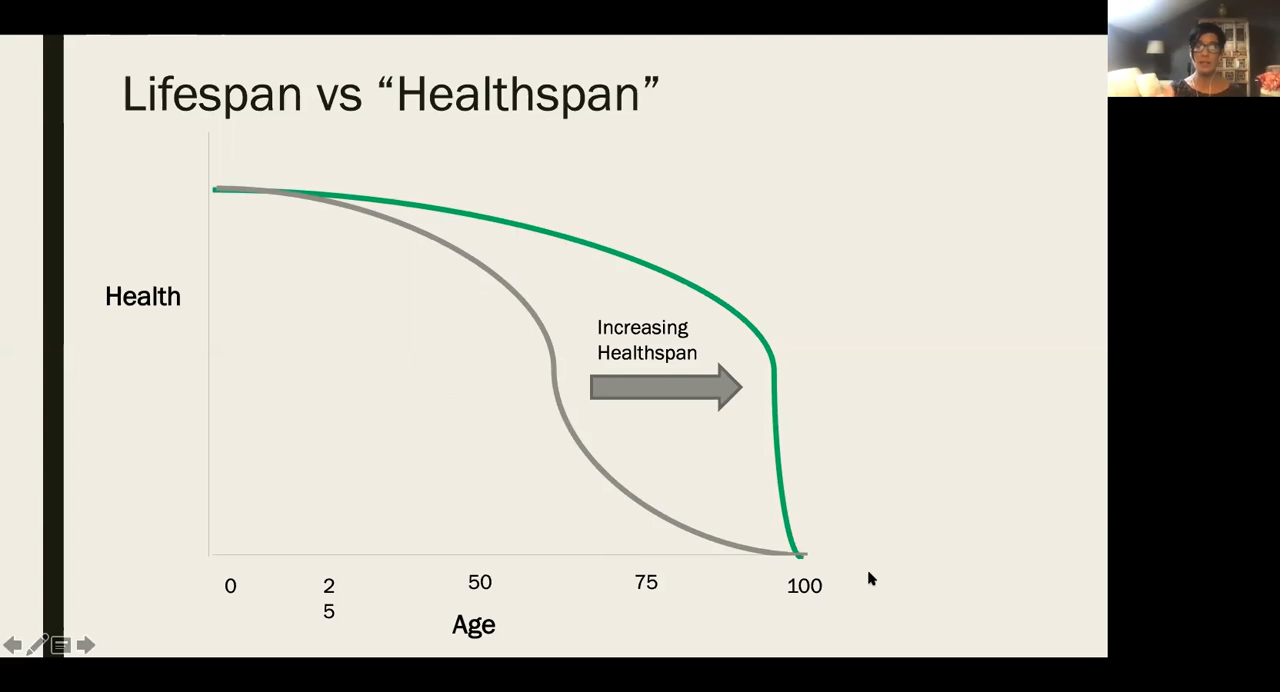 Lifespan vs “Healthspan”
Health
Increasing
Healthspan
0
2
5
50
75
100
Age